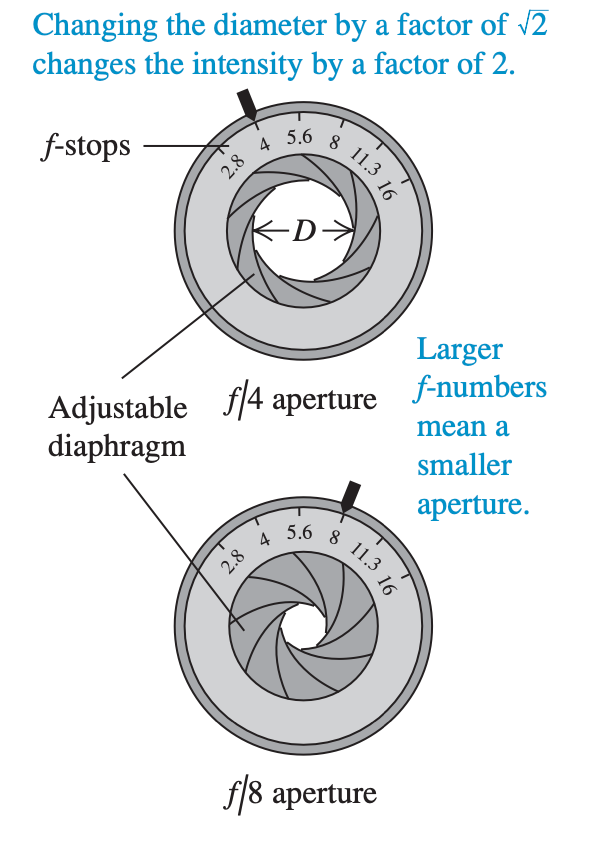 Changing the diameter by a factor of √2
changes the intensity by a factor of 2.
f-stops
2.8 4 5.6 8 11.3 16
D
f/4 aperture
Larger
f-numbers
mean a
smaller
aperture.
Adjustable
diaphragm
2.8 4 5.6 8 11.3 16
f/8 aperture